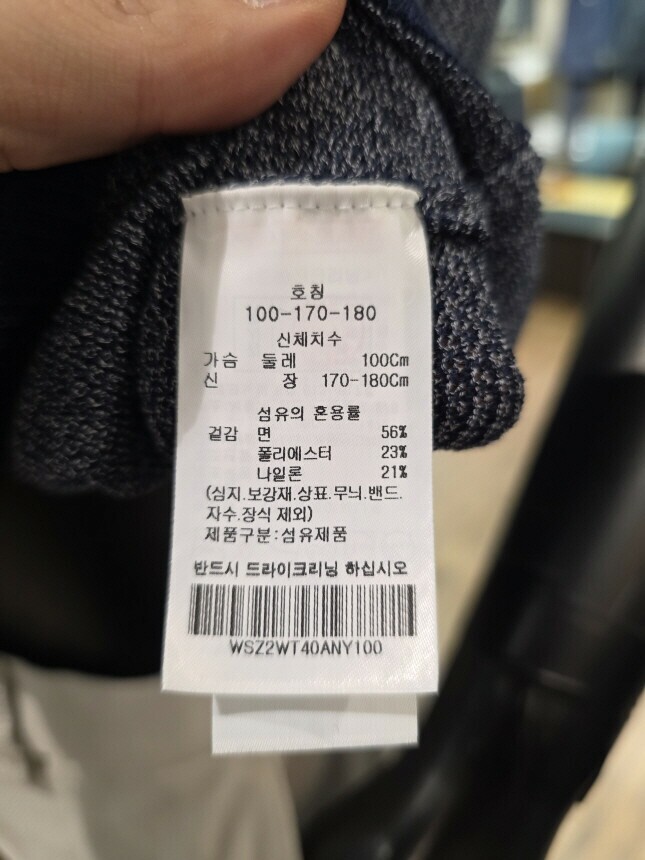 호칭
100-170-180
신체치수
가슴 둘레 100Cm
신 장 170-180Cm
섬유의 혼용률
겉감 면 56%
폴리에스터 23%
나일론 21%
(심지.보강재.상표.무늬.밴드.
자수.장식 제외)
제품구분:섬유제품
반드시 드라이크리닝 하십시오
WSZ2WT40ANY100